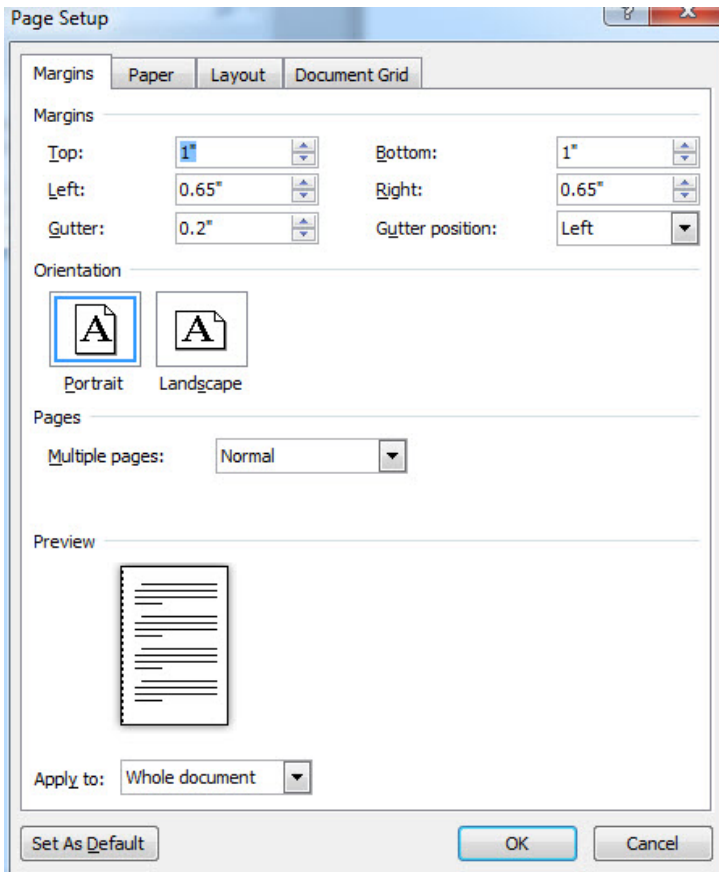 Page Setup
Margins Paper Layout Document Grid
Margins
Top: 1" Bottom: 1"
Left: 0.65" Right: 0.65"
Gutter: 0.2" Gutter position: Left
Orientation
A A
Portrait Landscape
Pages
Multiple pages: Normal
Preview
Apply to: Whole document
Set As Default OK Cancel